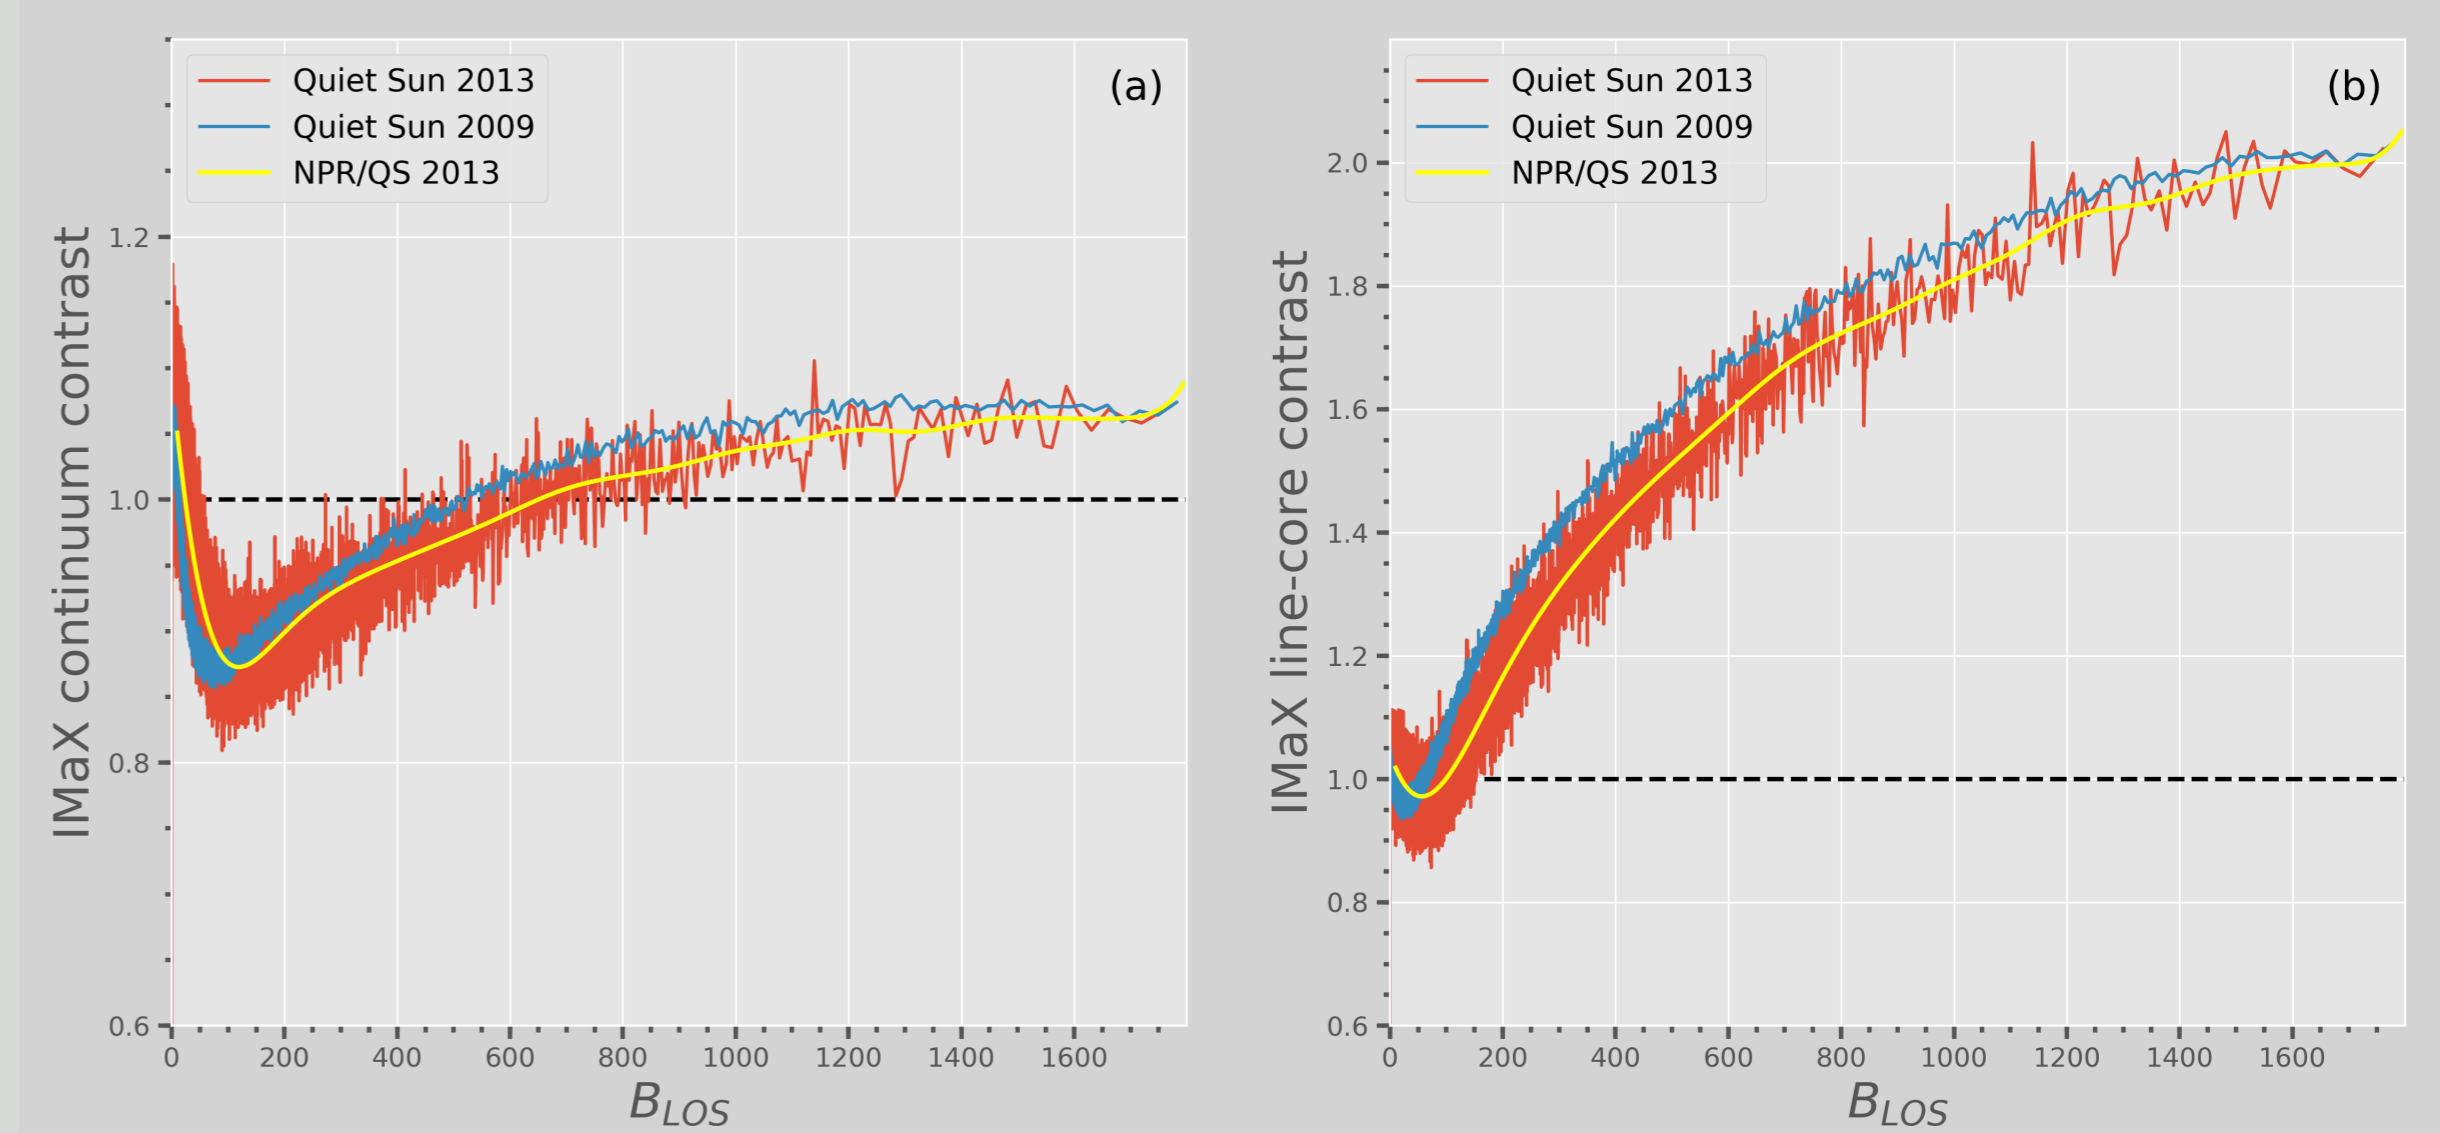 Quiet Sun 2013
Quiet Sun 2009
NPR/QS 2013
(a)
IMaX continuum contrast
1.2
1.0
0.8
0.6
0 200 400 600 800 1000 1200 1400 1600
B_LOS
Quiet Sun 2013
Quiet Sun 2009
NPR/QS 2013
(b)
IMaX line-core contrast
2.0
1.8
1.6
1.4
1.2
1.0
0.8
0.6
0 200 400 600 800 1000 1200 1400 1600
B_LOS